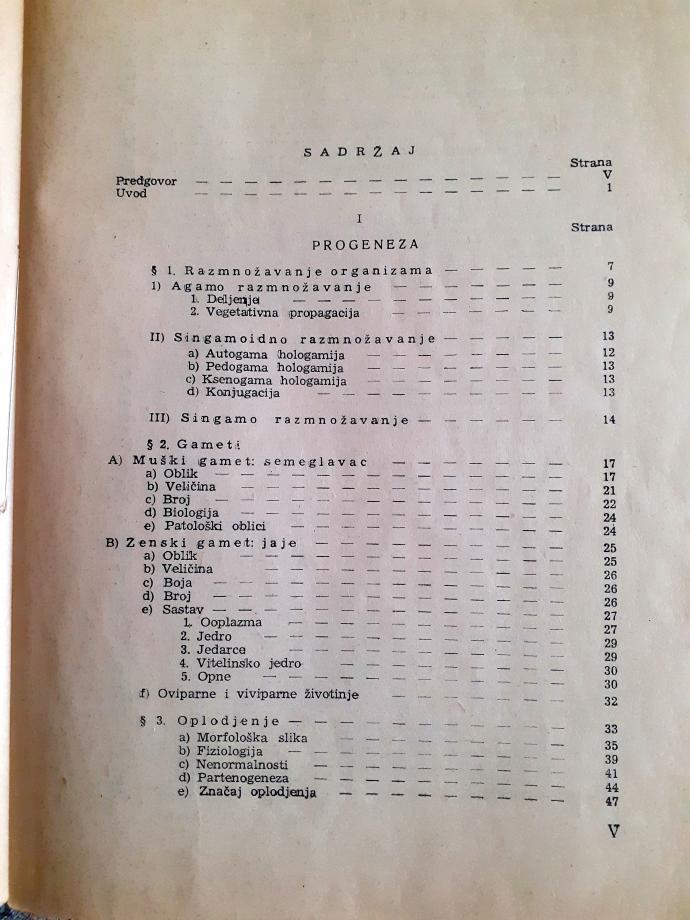 SADRŽAJ
Strana
Predgovor — — — — — — — — — — — — — V
Uvod — — — — — — — — — — — — — 1
I
Strana
PROGENEZA
§ 1. Razmnožavanje organizama — — — — — 7
1) Agamo razmnožavanje — — — — — — — 9
1. Deljenje — — — — — — — — — — 9
2. Vegetativna propagacija — — — — — — — 9
II) Singamoidno razmnožavanje — — — — — 13
a) Autogama hologamija — — — — — — — 12
b) Pedogama hologamija — — — — — — — 13
c) Ksenogama hologamija — — — — — — — 13
d) Konjugacija — — — — — — — — — 13
III) Singamo razmnožavanje — — — — — — 14
§ 2. Gameti
A) Muški gamet: semeglavac — — — — — — — 17
a) Oblik — — — — — — — — — — — — — 17
b) Veličina — — — — — — — — — — — — 21
c) Broj — — — — — — — — — — — — — 22
d) Biologija — — — — — — — — — — — — 24
e) Patološki oblici — — — — — — — — — — — 24
B) Zenski gamet: jaje — — — — — — — — — 25
a) Oblik — — — — — — — — — — — — 25
b) Veličina — — — — — — — — — — — — 26
c) Boja — — — — — — — — — — — — — 26
d) Broj — — — — — — — — — — — — — 26
e) Sastav — — — — — — — — — — — — — 27
1. Ooplazma — — — — — — — — — — 27
2. Jedro — — — — — — — — — — — 29
3. Jedarce — — — — — — — — — — 29
4. Vitelinsko jedro — — — — — — — — 30
5. Opne — — — — — — — — — — — 30
f) Oviparne i viviparne životinje — — — — — — — 32
§ 3. Oplodjenje — — — — — — — — — — 33
a) Morfološka slika — — — — — — — — 35
b) Fiziologija — — — — — — — — — — 39
c) Nenormalnosti — — — — — — — — — 41
d) Partenogeneza — — — — — — — — — 44
e) Značaj oplodjenja — — — — — — — — 47
V